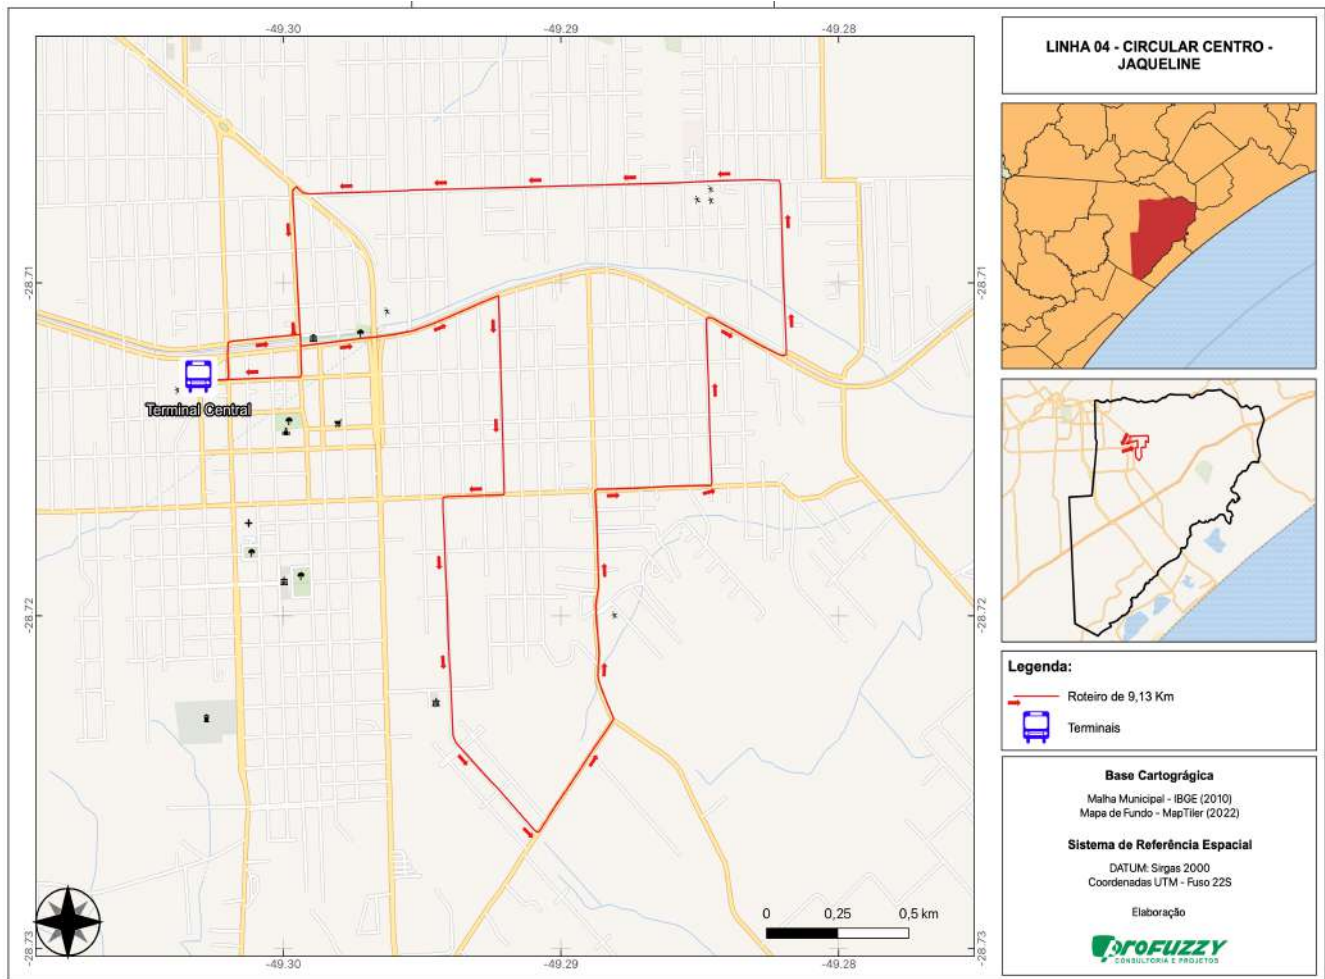 -49.30
-49.29
-49.28
-28.71
-28.71
-28.72
-28.72
-28.73
-28.73
-49.30
-49.29
-49.28
Terminal Central
0
0,25
0,5 km
LINHA 04 - CIRCULAR CENTRO -
JAQUELINE
Legenda:
Roteiro de 9,13 Km
Terminais
Base Cartográgica
Malha Municipal - IBGE (2010)
Mapa de Fundo - MapTiler (2022)
Sistema de Referência Espacial
DATUM: Sirgas 2000
Coordenadas UTM - Fuso 22S
Elaboração
PROFUZZY
CONSULTORIA E PROJETOS